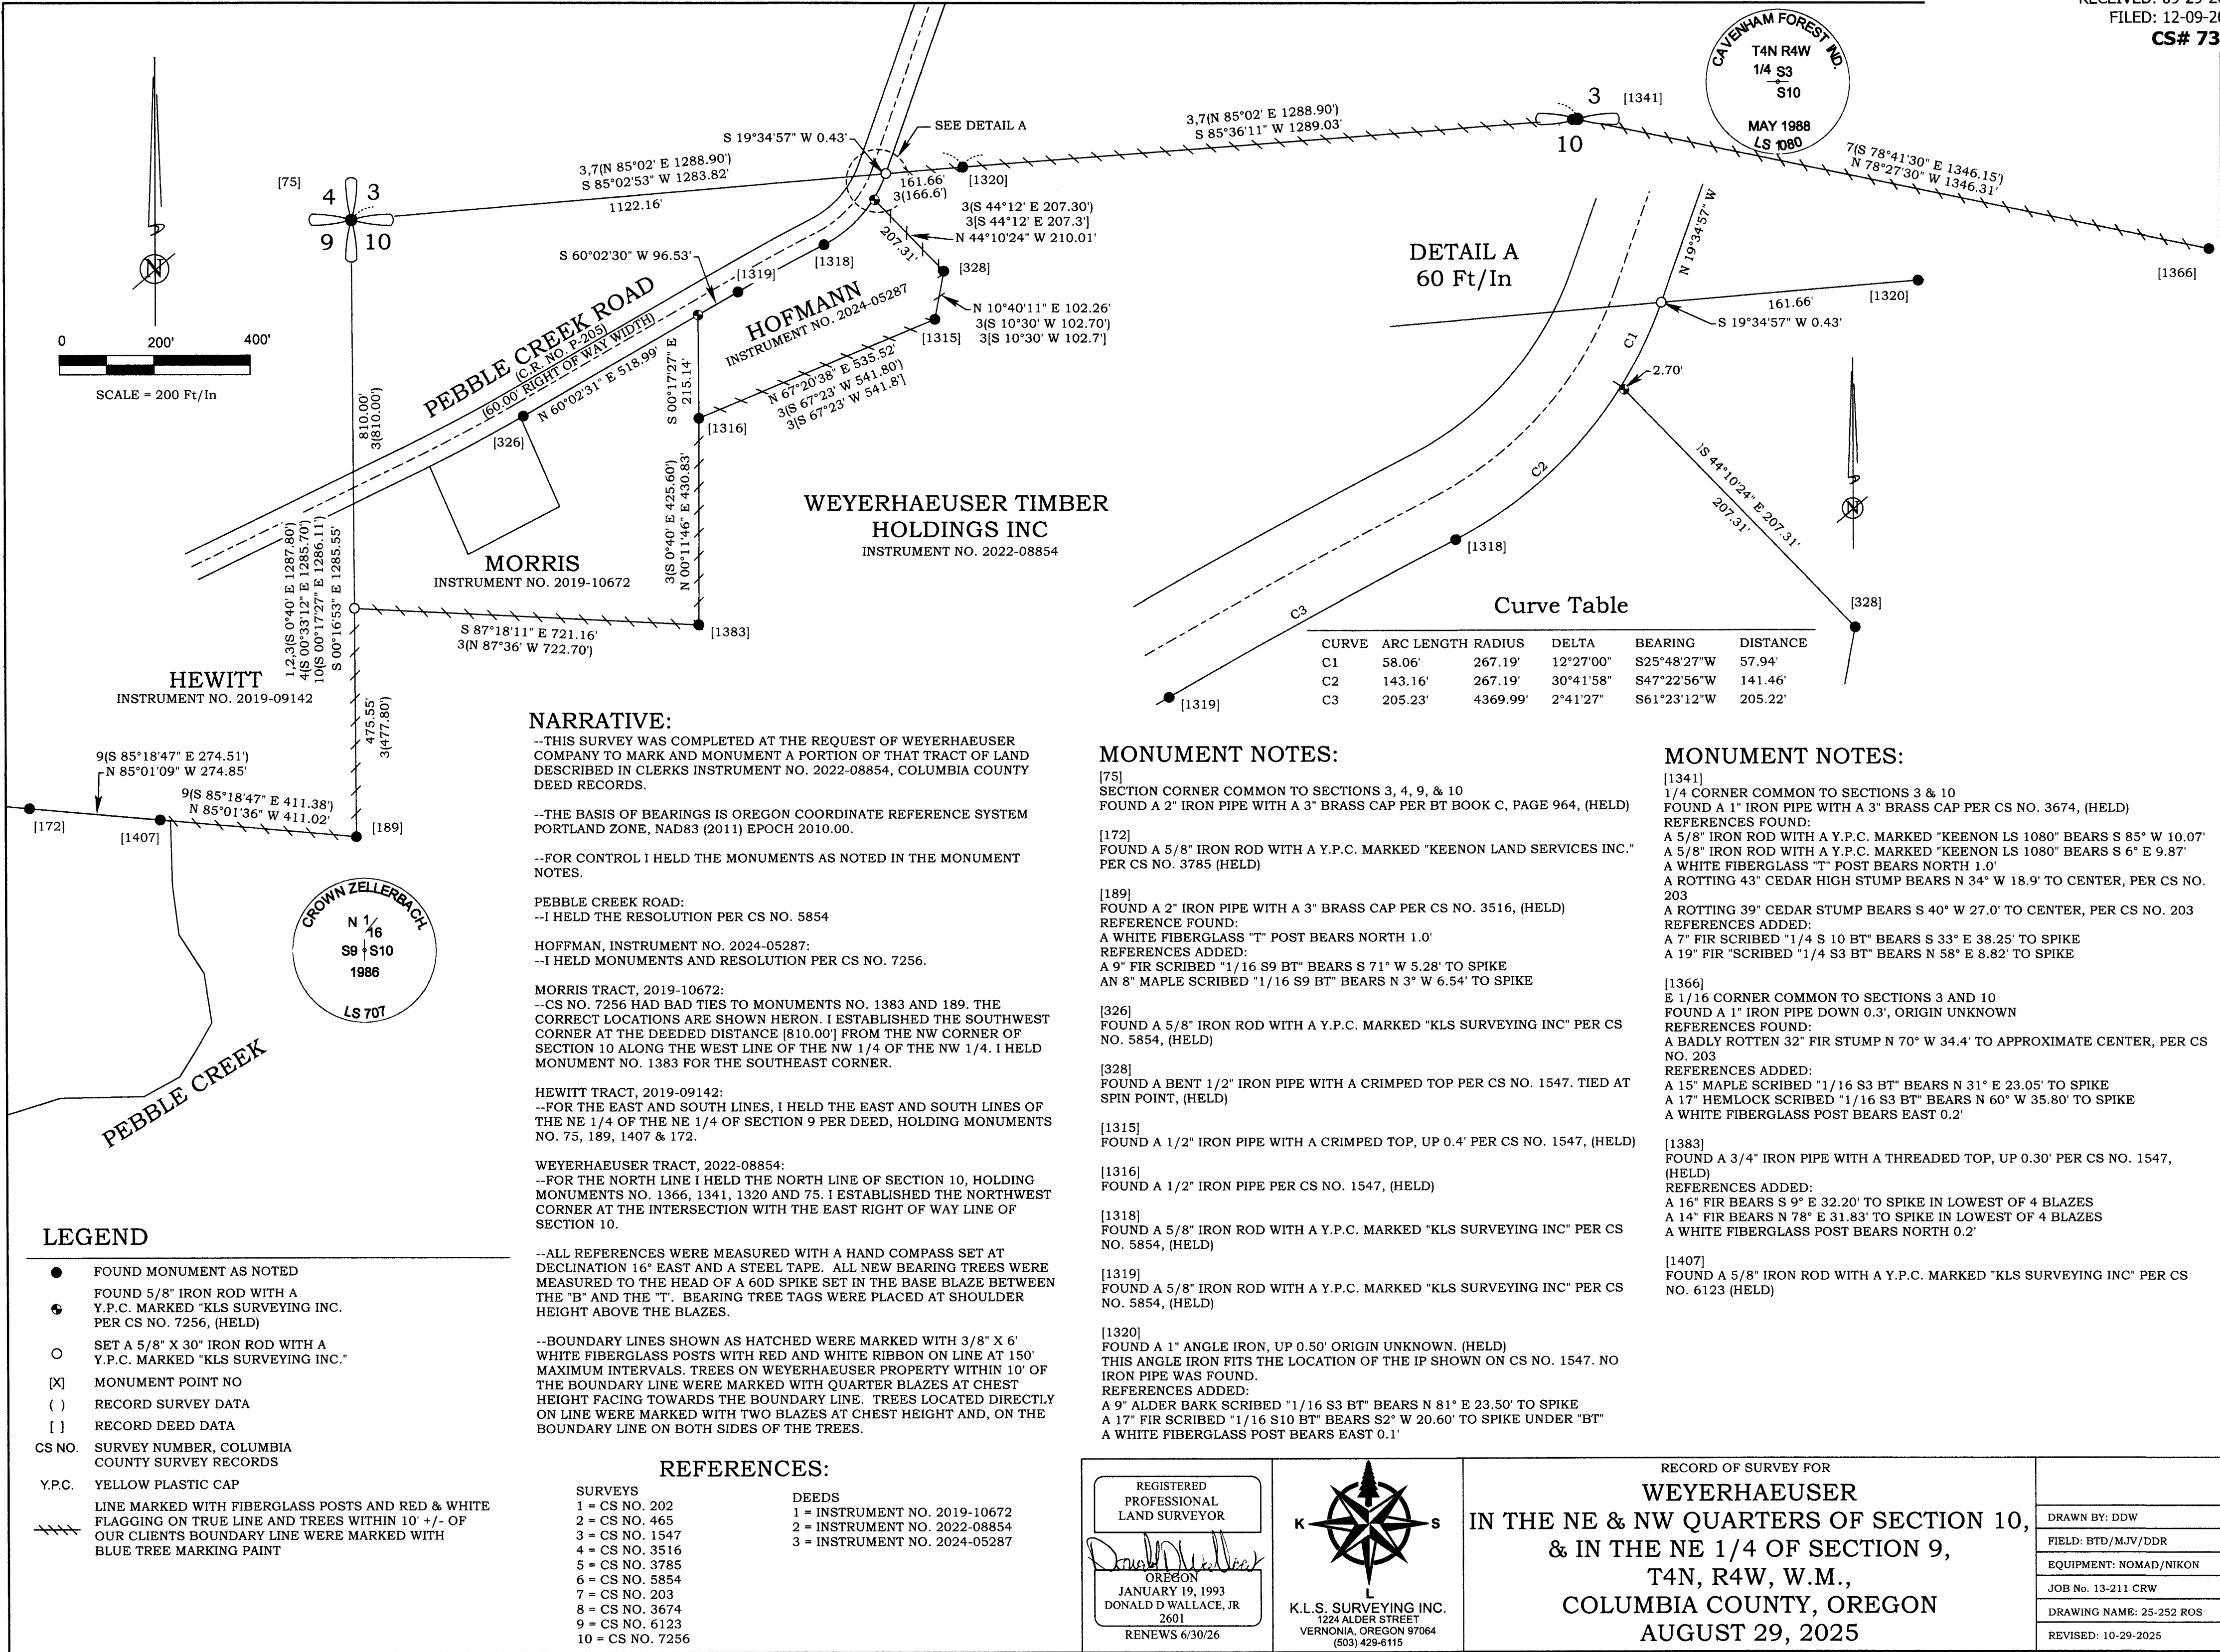 RECEIVED: 09-29-20
FILED: 12-09-20
CS# 73
CAVENHAM FOREST IND.
T4N R4W
1/4 S3
S10
MAY 1988
LS 1080
N
0 200' 400'
SCALE = 200 Ft/In
[75]
4 3
9 10
3,7(N 85°02' E 1288.90')
S 85°02'53" W 1283.82'
1122.16'
S 19°34'57" W 0.43'
SEE DETAIL A
161.66'
3(166.6')
[1320]
3,7(N 85°02' E 1288.90')
S 85°36'11" W 1289.03'
3
[1341]
10
7(S 78°41'30" E 1346.15')
N 78°27'30" W 1346.31'
[1366]
3(S 44°12' E 207.30')
3[S 44°12' E 207.3']
N 44°10'24" W 210.01'
207.31'
[328]
S 60°02'30" W 96.53'
[1319]
[1318]
N 10°40'11" E 102.26'
3(S 10°30' W 102.70')
3[S 10°30' W 102.7']
[1315]
HOFMANN
INSTRUMENT NO. 2024-05287
PEBBLE CREEK ROAD
(C.R. NO. P-205)
(60.00' RIGHT OF WAY WIDTH)
N 60°02'31" E 518.99'
[326]
S 00°17'27" E
215.14'
N 67°20'38" E 535.52'
3(S 67°23' W 541.80')
3[S 67°23' W 541.8']
[1316]
810.00'
3(810.00')
3(S 0°40' E 425.60')
N 00°11'46" E 430.83'
WEYERHAEUSER TIMBER
HOLDINGS INC
INSTRUMENT NO. 2022-08854
MORRIS
INSTRUMENT NO. 2019-10672
1,2,3(S 0°40' E 1287.80')
4(S 00°33'12" E 1285.70')
10(S 00°17'27" E 1286.11')
S 00°16'53" E 1285.55'
S 87°18'11" E 721.16'
3(N 87°36' W 722.70')
[1383]
HEWITT
INSTRUMENT NO. 2019-09142
475.55'
3(477.80')
9(S 85°18'47" E 274.51')
N 85°01'09" W 274.85'
9(S 85°18'47" E 411.38')
N 85°01'36" W 411.02'
[172]
[1407]
[189]
CROWN ZELLERBACH
N 1/16
S9 S10
1986
LS 707
PEBBLE CREEK
DETAIL A
60 Ft/In
N 19°34'57" W
161.66'
[1320]
S 19°34'57" W 0.43'
C1
2.70'
C2
]S 44°10'24" E 207.31'
207.31'
[1318]
[328]
C3
[1319]
N
Curve Table
CURVE ARC LENGTH RADIUS DELTA BEARING DISTANCE
C1 58.06' 267.19' 12°27'00" S25°48'27"W 57.94'
C2 143.16' 267.19' 30°41'58" S47°22'56"W 141.46'
C3 205.23' 4369.99' 2°41'27" S61°23'12"W 205.22'
NARRATIVE:
--THIS SURVEY WAS COMPLETED AT THE REQUEST OF WEYERHAEUSER
COMPANY TO MARK AND MONUMENT A PORTION OF THAT TRACT OF LAND
DESCRIBED IN CLERKS INSTRUMENT NO. 2022-08854, COLUMBIA COUNTY
DEED RECORDS.
--THE BASIS OF BEARINGS IS OREGON COORDINATE REFERENCE SYSTEM
PORTLAND ZONE, NAD83 (2011) EPOCH 2010.00.
--FOR CONTROL I HELD THE MONUMENTS AS NOTED IN THE MONUMENT
NOTES.
PEBBLE CREEK ROAD:
--I HELD THE RESOLUTION PER CS NO. 5854
HOFFMAN, INSTRUMENT NO. 2024-05287:
--I HELD MONUMENTS AND RESOLUTION PER CS NO. 7256.
MORRIS TRACT, 2019-10672:
--CS NO. 7256 HAD BAD TIES TO MONUMENTS NO. 1383 AND 189. THE
CORRECT LOCATIONS ARE SHOWN HERON. I ESTABLISHED THE SOUTHWEST
CORNER AT THE DEEDED DISTANCE [810.00'] FROM THE NW CORNER OF
SECTION 10 ALONG THE WEST LINE OF THE NW 1/4 OF THE NW 1/4. I HELD
MONUMENT NO. 1383 FOR THE SOUTHEAST CORNER.
HEWITT TRACT, 2019-09142:
--FOR THE EAST AND SOUTH LINES, I HELD THE EAST AND SOUTH LINES OF
THE NE 1/4 OF THE NE 1/4 OF SECTION 9 PER DEED, HOLDING MONUMENTS
NO. 75, 189, 1407 & 172.
WEYERHAEUSER TRACT, 2022-08854:
--FOR THE NORTH LINE I HELD THE NORTH LINE OF SECTION 10, HOLDING
MONUMENTS NO. 1366, 1341, 1320 AND 75. I ESTABLISHED THE NORTHWEST
CORNER AT THE INTERSECTION WITH THE EAST RIGHT OF WAY LINE OF
SECTION 10.
--ALL REFERENCES WERE MEASURED WITH A HAND COMPASS SET AT
DECLINATION 16° EAST AND A STEEL TAPE. ALL NEW BEARING TREES WERE
MEASURED TO THE HEAD OF A 60D SPIKE SET IN THE BASE BLAZE BETWEEN
THE "B" AND THE "T'. BEARING TREE TAGS WERE PLACED AT SHOULDER
HEIGHT ABOVE THE BLAZES.
--BOUNDARY LINES SHOWN AS HATCHED WERE MARKED WITH 3/8" X 6'
WHITE FIBERGLASS POSTS WITH RED AND WHITE RIBBON ON LINE AT 150'
MAXIMUM INTERVALS. TREES ON WEYERHAEUSER PROPERTY WITHIN 10' OF
THE BOUNDARY LINE WERE MARKED WITH QUARTER BLAZES AT CHEST
HEIGHT FACING TOWARDS THE BOUNDARY LINE. TREES LOCATED DIRECTLY
ON LINE WERE MARKED WITH TWO BLAZES AT CHEST HEIGHT AND, ON THE
BOUNDARY LINE ON BOTH SIDES OF THE TREES.
MONUMENT NOTES:
[75]
SECTION CORNER COMMON TO SECTIONS 3, 4, 9, & 10
FOUND A 2" IRON PIPE WITH A 3" BRASS CAP PER BT BOOK C, PAGE 964, (HELD)
[172]
FOUND A 5/8" IRON ROD WITH A Y.P.C. MARKED "KEENON LAND SERVICES INC."
PER CS NO. 3785 (HELD)
[189]
FOUND A 2" IRON PIPE WITH A 3" BRASS CAP PER CS NO. 3516, (HELD)
REFERENCE FOUND:
A WHITE FIBERGLASS "T" POST BEARS NORTH 1.0'
REFERENCES ADDED:
A 9" FIR SCRIBED "1/16 S9 BT" BEARS S 71° W 5.28' TO SPIKE
AN 8" MAPLE SCRIBED "1/16 S9 BT" BEARS N 3° W 6.54' TO SPIKE
[326]
FOUND A 5/8" IRON ROD WITH A Y.P.C. MARKED "KLS SURVEYING INC" PER CS
NO. 5854, (HELD)
[328]
FOUND A BENT 1/2" IRON PIPE WITH A CRIMPED TOP PER CS NO. 1547. TIED AT
SPIN POINT, (HELD)
[1315]
FOUND A 1/2" IRON PIPE WITH A CRIMPED TOP, UP 0.4' PER CS NO. 1547, (HELD)
[1316]
FOUND A 1/2" IRON PIPE PER CS NO. 1547, (HELD)
[1318]
FOUND A 5/8" IRON ROD WITH A Y.P.C. MARKED "KLS SURVEYING INC" PER CS
NO. 5854, (HELD)
[1319]
FOUND A 5/8" IRON ROD WITH A Y.P.C. MARKED "KLS SURVEYING INC" PER CS
NO. 5854, (HELD)
[1320]
FOUND A 1" ANGLE IRON, UP 0.50' ORIGIN UNKNOWN. (HELD)
THIS ANGLE IRON FITS THE LOCATION OF THE IP SHOWN ON CS NO. 1547. NO
IRON PIPE WAS FOUND.
REFERENCES ADDED:
A 9" ALDER BARK SCRIBED "1/16 S3 BT" BEARS N 81° E 23.50' TO SPIKE
A 17" FIR SCRIBED "1/16 S10 BT" BEARS S2° W 20.60' TO SPIKE UNDER "BT"
A WHITE FIBERGLASS POST BEARS EAST 0.1'
MONUMENT NOTES:
[1341]
1/4 CORNER COMMON TO SECTIONS 3 & 10
FOUND A 1" IRON PIPE WITH A 3" BRASS CAP PER CS NO. 3674, (HELD)
REFERENCES FOUND:
A 5/8" IRON ROD WITH A Y.P.C. MARKED "KEENON LS 1080" BEARS S 85° W 10.07'
A 5/8" IRON ROD WITH A Y.P.C. MARKED "KEENON LS 1080" BEARS S 6° E 9.87'
A WHITE FIBERGLASS "T" POST BEARS NORTH 1.0'
A ROTTING 43" CEDAR HIGH STUMP BEARS N 34° W 18.9' TO CENTER, PER CS NO.
203
A ROTTING 39" CEDAR STUMP BEARS S 40° W 27.0' TO CENTER, PER CS NO. 203
REFERENCES ADDED:
A 7" FIR SCRIBED "1/4 S 10 BT" BEARS S 33° E 38.25' TO SPIKE
A 19" FIR "SCRIBED "1/4 S3 BT" BEARS N 58° E 8.82' TO SPIKE
[1366]
E 1/16 CORNER COMMON TO SECTIONS 3 AND 10
FOUND A 1" IRON PIPE DOWN 0.3', ORIGIN UNKNOWN
REFERENCES FOUND:
A BADLY ROTTEN 32" FIR STUMP N 70° W 34.4' TO APPROXIMATE CENTER, PER CS
NO. 203
REFERENCES ADDED:
A 15" MAPLE SCRIBED "1/16 S3 BT" BEARS N 31° E 23.05' TO SPIKE
A 17" HEMLOCK SCRIBED "1/16 S3 BT" BEARS N 60° W 35.80' TO SPIKE
A WHITE FIBERGLASS POST BEARS EAST 0.2'
[1383]
FOUND A 3/4" IRON PIPE WITH A THREADED TOP, UP 0.30' PER CS NO. 1547,
(HELD)
REFERENCES ADDED:
A 16" FIR BEARS S 9° E 32.20' TO SPIKE IN LOWEST OF 4 BLAZES
A 14" FIR BEARS N 78° E 31.83' TO SPIKE IN LOWEST OF 4 BLAZES
A WHITE FIBERGLASS POST BEARS NORTH 0.2'
[1407]
FOUND A 5/8" IRON ROD WITH A Y.P.C. MARKED "KLS SURVEYING INC" PER CS
NO. 6123 (HELD)
LEGEND
FOUND MONUMENT AS NOTED
FOUND 5/8" IRON ROD WITH A
Y.P.C. MARKED "KLS SURVEYING INC.
PER CS NO. 7256, (HELD)
SET A 5/8" X 30" IRON ROD WITH A
Y.P.C. MARKED "KLS SURVEYING INC."
[X] MONUMENT POINT NO
( ) RECORD SURVEY DATA
[ ] RECORD DEED DATA
CS NO. SURVEY NUMBER, COLUMBIA
COUNTY SURVEY RECORDS
Y.P.C. YELLOW PLASTIC CAP
LINE MARKED WITH FIBERGLASS POSTS AND RED & WHITE
FLAGGING ON TRUE LINE AND TREES WITHIN 10' +/- OF
OUR CLIENTS BOUNDARY LINE WERE MARKED WITH
BLUE TREE MARKING PAINT
REFERENCES:
SURVEYS
1 = CS NO. 202
2 = CS NO. 465
3 = CS NO. 1547
4 = CS NO. 3516
5 = CS NO. 3785
6 = CS NO. 5854
7 = CS NO. 203
8 = CS NO. 3674
9 = CS NO. 6123
10 = CS NO. 7256
DEEDS
1 = INSTRUMENT NO. 2019-10672
2 = INSTRUMENT NO. 2022-08854
3 = INSTRUMENT NO. 2024-05287
REGISTERED
PROFESSIONAL
LAND SURVEYOR
Donald D Wallace Jr
OREGON
JANUARY 19, 1993
DONALD D WALLACE, JR
2601
RENEWS 6/30/26
K S
L
K.L.S. SURVEYING INC.
1224 ALDER STREET
VERNONIA, OREGON 97064
(503) 429-6115
RECORD OF SURVEY FOR
WEYERHAEUSER
IN THE NE & NW QUARTERS OF SECTION 10,
& IN THE NE 1/4 OF SECTION 9,
T4N, R4W, W.M.,
COLUMBIA COUNTY, OREGON
AUGUST 29, 2025
DRAWN BY: DDW
FIELD: BTD/MJV/DDR
EQUIPMENT: NOMAD/NIKON
JOB No. 13-211 CRW
DRAWING NAME: 25-252 ROS
REVISED: 10-29-2025